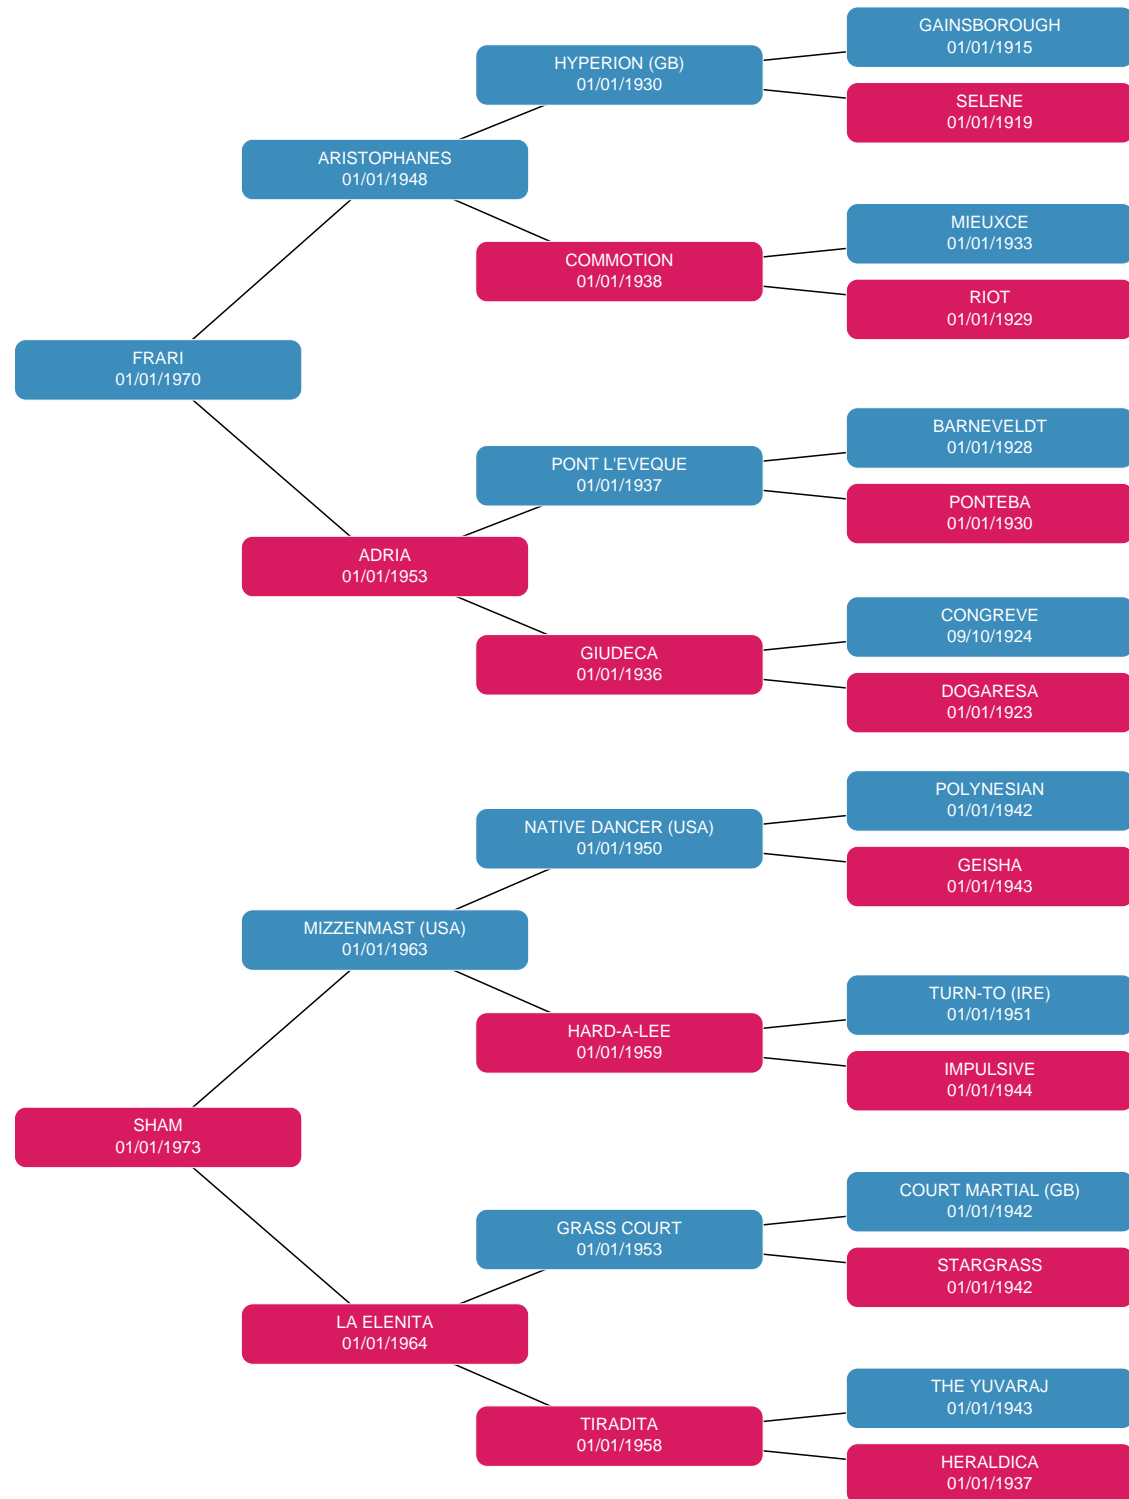 GAINSBOROUGH
01/01/1915
HYPERION (GB)
01/01/1930
SELENE
01/01/1919
ARISTOPHANES
01/01/1948
MIEUXCE
01/01/1933
COMMOTION
01/01/1938
RIOT
01/01/1929
FRARI
01/01/1970
BARNEVELDT
01/01/1928
PONT L'EVEQUE
01/01/1937
PONTEBA
01/01/1930
ADRIA
01/01/1953
CONGREVE
09/10/1924
GIUDECA
01/01/1936
DOGARESA
01/01/1923
POLYNESIAN
01/01/1942
NATIVE DANCER (USA)
01/01/1950
GEISHA
01/01/1943
MIZZENMAST (USA)
01/01/1963
TURN-TO (IRE)
01/01/1951
HARD-A-LEE
01/01/1959
IMPULSIVE
01/01/1944
SHAM
01/01/1973
COURT MARTIAL (GB)
01/01/1942
GRASS COURT
01/01/1953
STARGRASS
01/01/1942
LA ELENITA
01/01/1964
THE YUVARAJ
01/01/1943
TIRADITA
01/01/1958
HERALDICA
01/01/1937